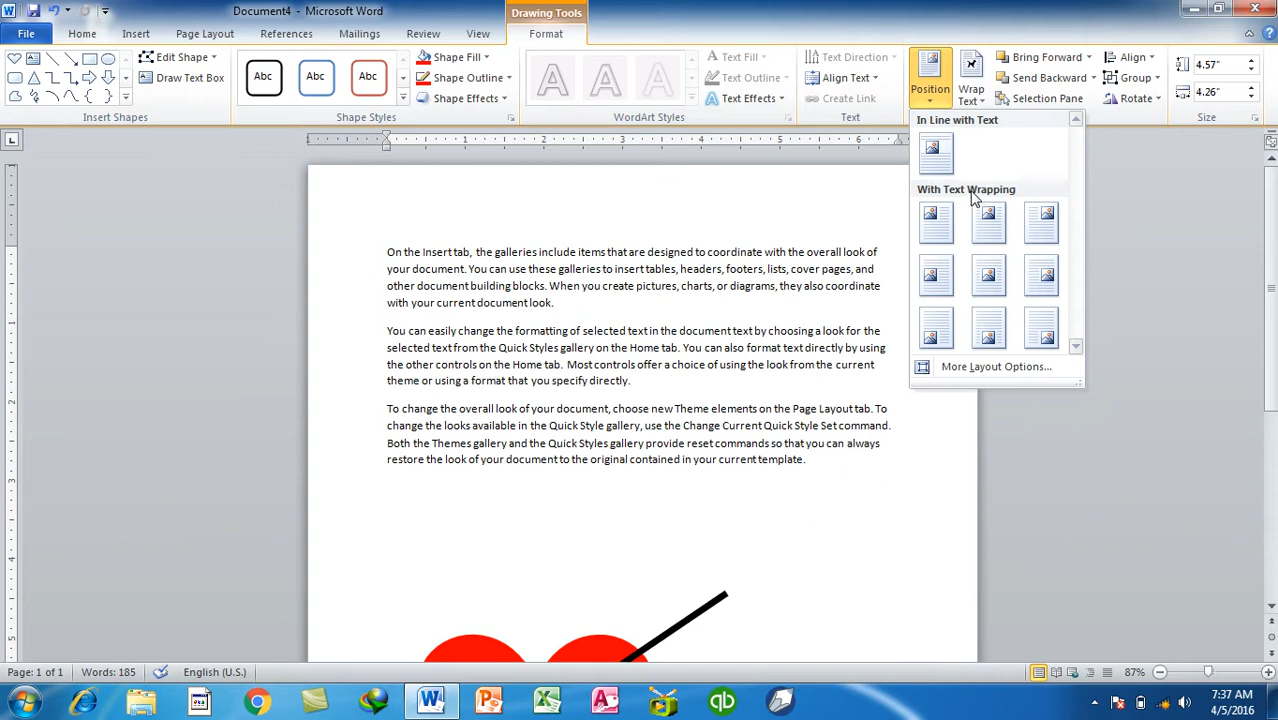 Document4 - Microsoft Word
Drawing Tools
File
Home
Insert
Page Layout
References
Mailings
Review
View
Format
Edit Shape
Draw Text Box
Insert Shapes
Abc
Abc
Abc
Shape Fill
Shape Outline
Shape Effects
Shape Styles
A
A
A
WordArt Styles
Text Fill
Text Outline
Text Effects
Text Direction
Align Text
Create Link
Text
Position
Wrap
Text
Bring Forward
Send Backward
Selection Pane
Align
Group
Rotate
4.57"
4.26"
Size
In Line with Text
With Text Wrapping
More Layout Options...
1
2
3
4
5
6
1
2
3
4
5
On the Insert tab, the galleries include items that are designed to coordinate with the overall look of
your document. You can use these galleries to insert tables, headers, footers, lists, cover pages, and
other document building blocks. When you create pictures, charts, or diagrams, they also coordinate
with your current document look.
You can easily change the formatting of selected text in the document text by choosing a look for the
selected text from the Quick Styles gallery on the Home tab. You can also format text directly by using
the other controls on the Home tab. Most controls offer a choice of using the look from the current
theme or using a format that you specify directly.
To change the overall look of your document, choose new Theme elements on the Page Layout tab. To
change the looks available in the Quick Style gallery, use the Change Current Quick Style Set command.
Both the Themes gallery and the Quick Styles gallery provide reset commands so that you can always
restore the look of your document to the original contained in your current template.
Page: 1 of 1
Words: 185
English (U.S.)
87%
7:37 AM
4/5/2016